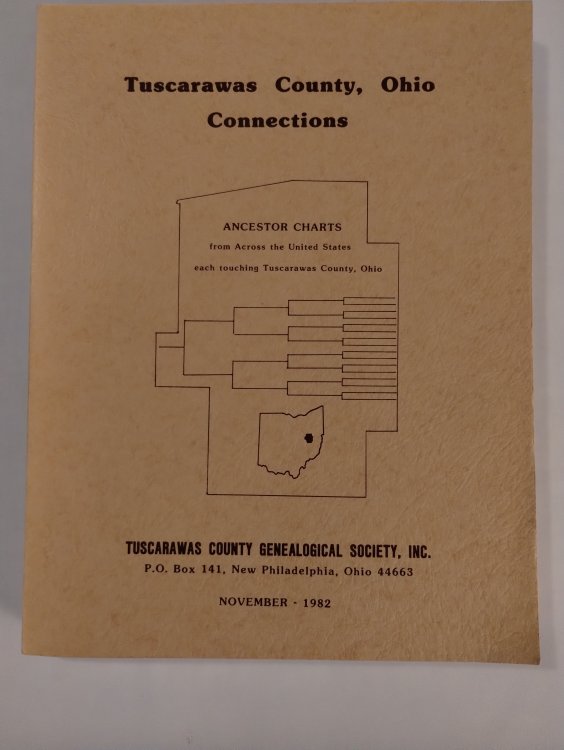 Tuscarawas County, Ohio
Connections
ANCESTOR CHARTS
from Across the United States
each touching Tuscarawas County, Ohio
TUSCARAWAS COUNTY GENEALOGICAL SOCIETY, INC.
P.O. Box 141, New Philadelphia, Ohio 44663
NOVEMBER - 1982